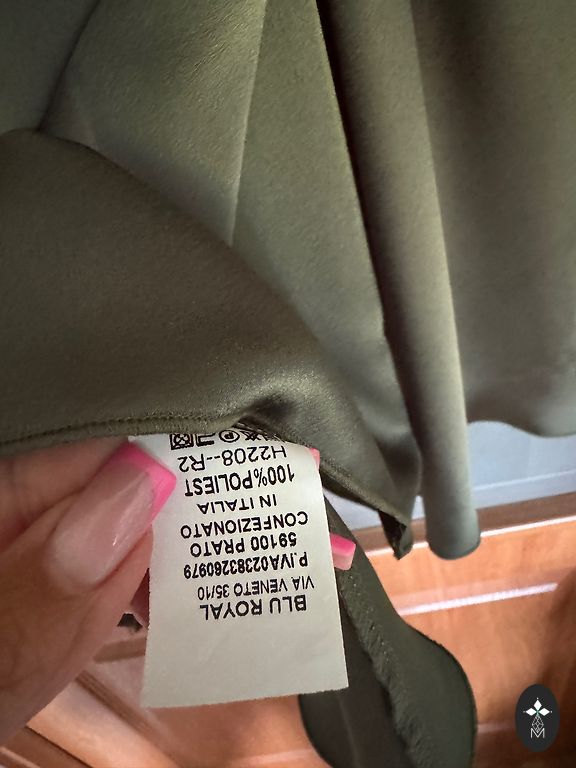 BLU ROYAL
VIA VENETO 35/10
P.IVA02383260979
59100 PRATO
CONFEZIONATO
IN ITALIA
100%POLIEST
H2208--R2